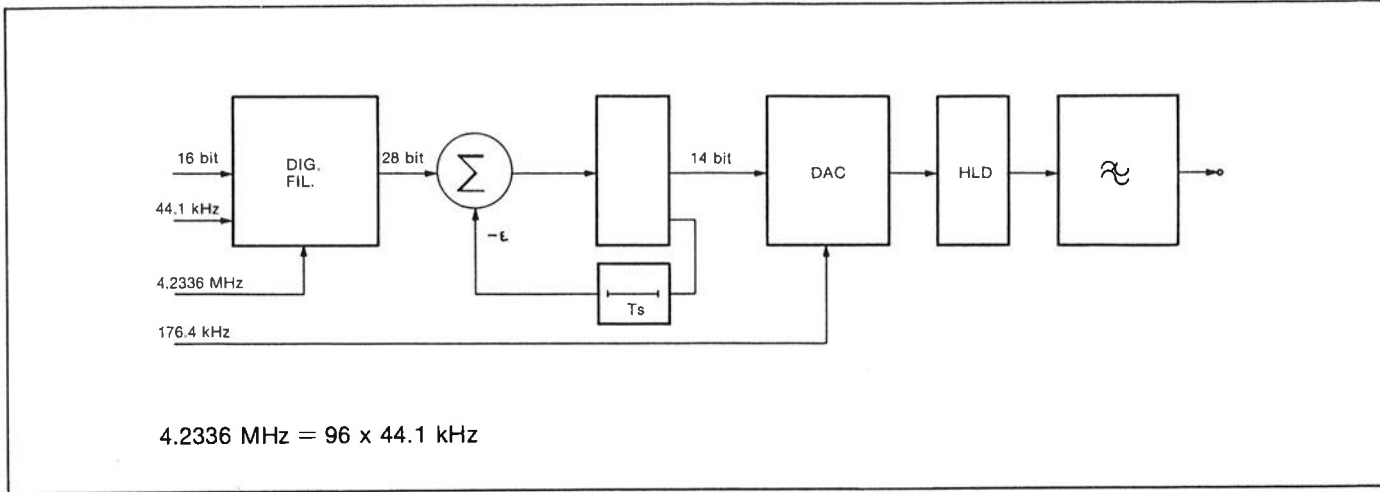 16 bit
44.1 kHz
4.2336 MHz
176.4 kHz
DIG.
FIL.
28 bit
Σ
-ε
Ts
14 bit
DAC
HLD
4.2336 MHz = 96 x 44.1 kHz